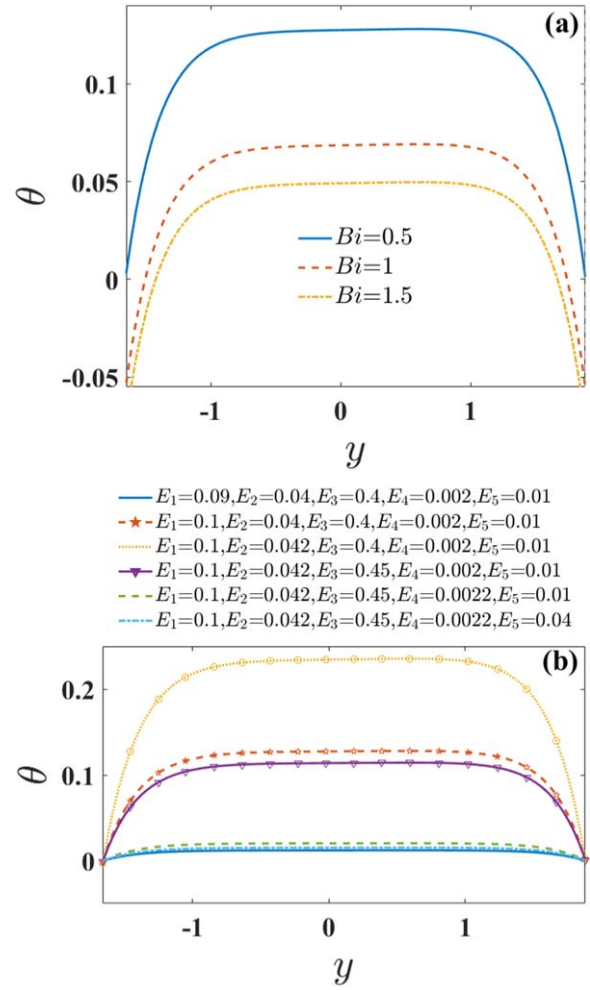 (a)
0.1
0.05
0
-0.05
θ
Bi=0.5
Bi=1
Bi=1.5
-1 0 1
y
E₁=0.09,E₂=0.04,E₃=0.4,E₄=0.002,E₅=0.01
E₁=0.1,E₂=0.04,E₃=0.4,E₄=0.002,E₅=0.01
E₁=0.1,E₂=0.042,E₃=0.4,E₄=0.002,E₅=0.01
E₁=0.1,E₂=0.042,E₃=0.45,E₄=0.002,E₅=0.01
E₁=0.1,E₂=0.042,E₃=0.45,E₄=0.0022,E₅=0.01
E₁=0.1,E₂=0.042,E₃=0.45,E₄=0.0022,E₅=0.04
(b)
0.2
0.1
0
θ
-1 0 1
y